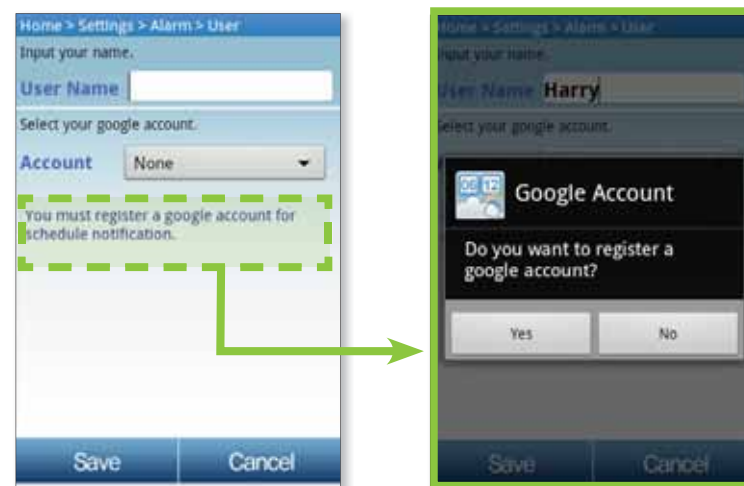 Home > Settings > Alarm > User
Input your name.
User Name
Select your google account.
Account None
You must register a google account for
schedule notification.
Save Cancel
Home > Settings > Alarm > User
Input your name.
User Name Harry
Select your google account.
06 12
Google Account
Do you want to register a
google account?
Yes No
Save Cancel